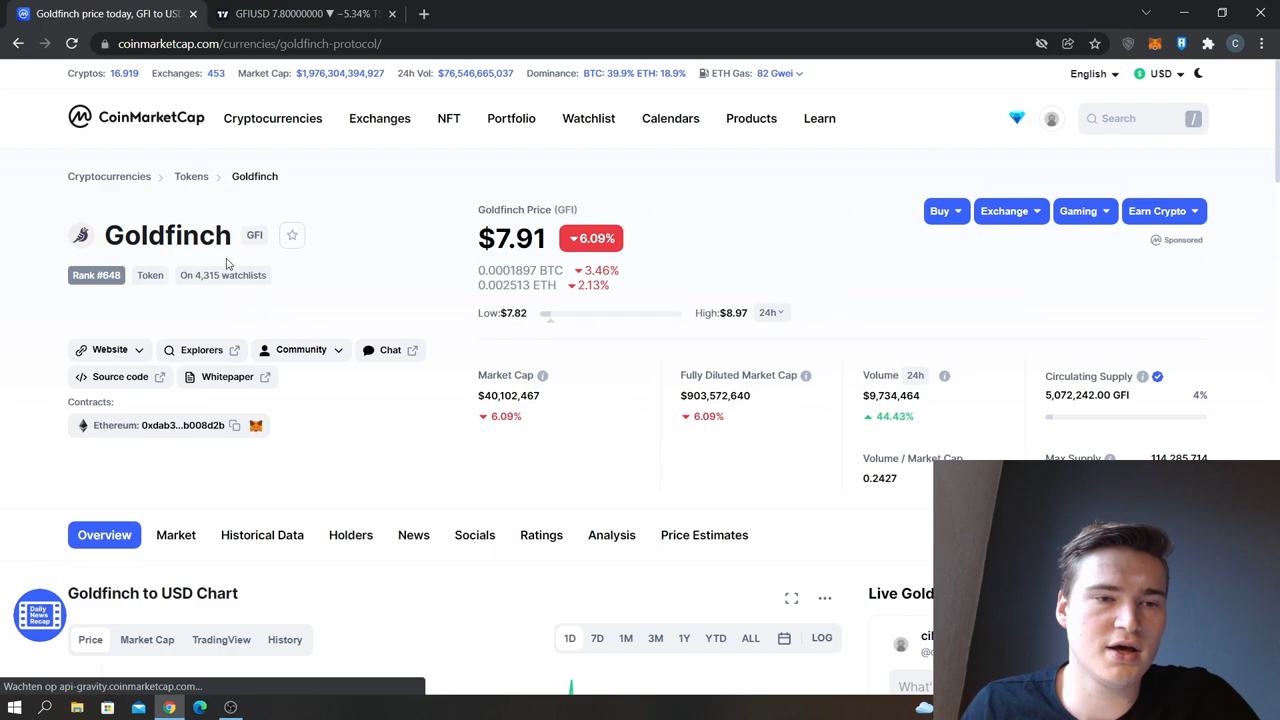 Goldfinch price today, GFI to USD
GFIUSD 7.80000000 ▼ −5.34%
coinmarketcap.com/currencies/goldfinch-protocol/
Cryptos: 16.919 Exchanges: 453 Market Cap: $1,976,304,394,927 24h Vol: $76,546,665,037 Dominance: BTC: 39.9% ETH: 18.9% ETH Gas: 82 Gwei English USD
CoinMarketCap Cryptocurrencies Exchanges NFT Portfolio Watchlist Calendars Products Learn Search /
Cryptocurrencies Tokens Goldfinch
Goldfinch GFI
Rank #648 Token On 4,315 watchlists
Website Explorers Community Chat
Source code Whitepaper
Contracts:
Ethereum: 0xdab3...b008d2b
Goldfinch Price (GFI)
$7.91 6.09%
0.0001897 BTC 3.46%
0.002513 ETH 2.13%
Low:$7.82 High:$8.97 24h
Buy Exchange Gaming Earn Crypto
Sponsored
Market Cap
$40,102,467
6.09%
Fully Diluted Market Cap
$903,572,640
6.09%
Volume 24h
$9,734,464
44.43%
Volume / Market Cap
0.2427
Circulating Supply
5,072,242.00 GFI 4%
Max Supply 114,285,714
Overview Market Historical Data Holders News Socials Ratings Analysis Price Estimates
Daily
News
Recap
Goldfinch to USD Chart
Price Market Cap TradingView History
1D 7D 1M 3M 1Y YTD ALL LOG
Live Gold
What'
Wachten op api-gravity.coinmarketcap.com...